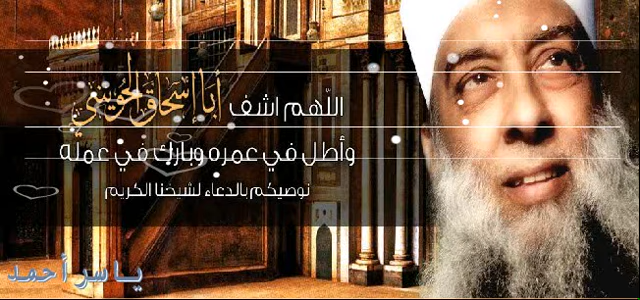 اللهم اشف أبا إسحاق الحويني
وأطل في عمره وبارك في عمله
نوصيكم بالدعاء لشيخنا الكريم
ياسر أحمد